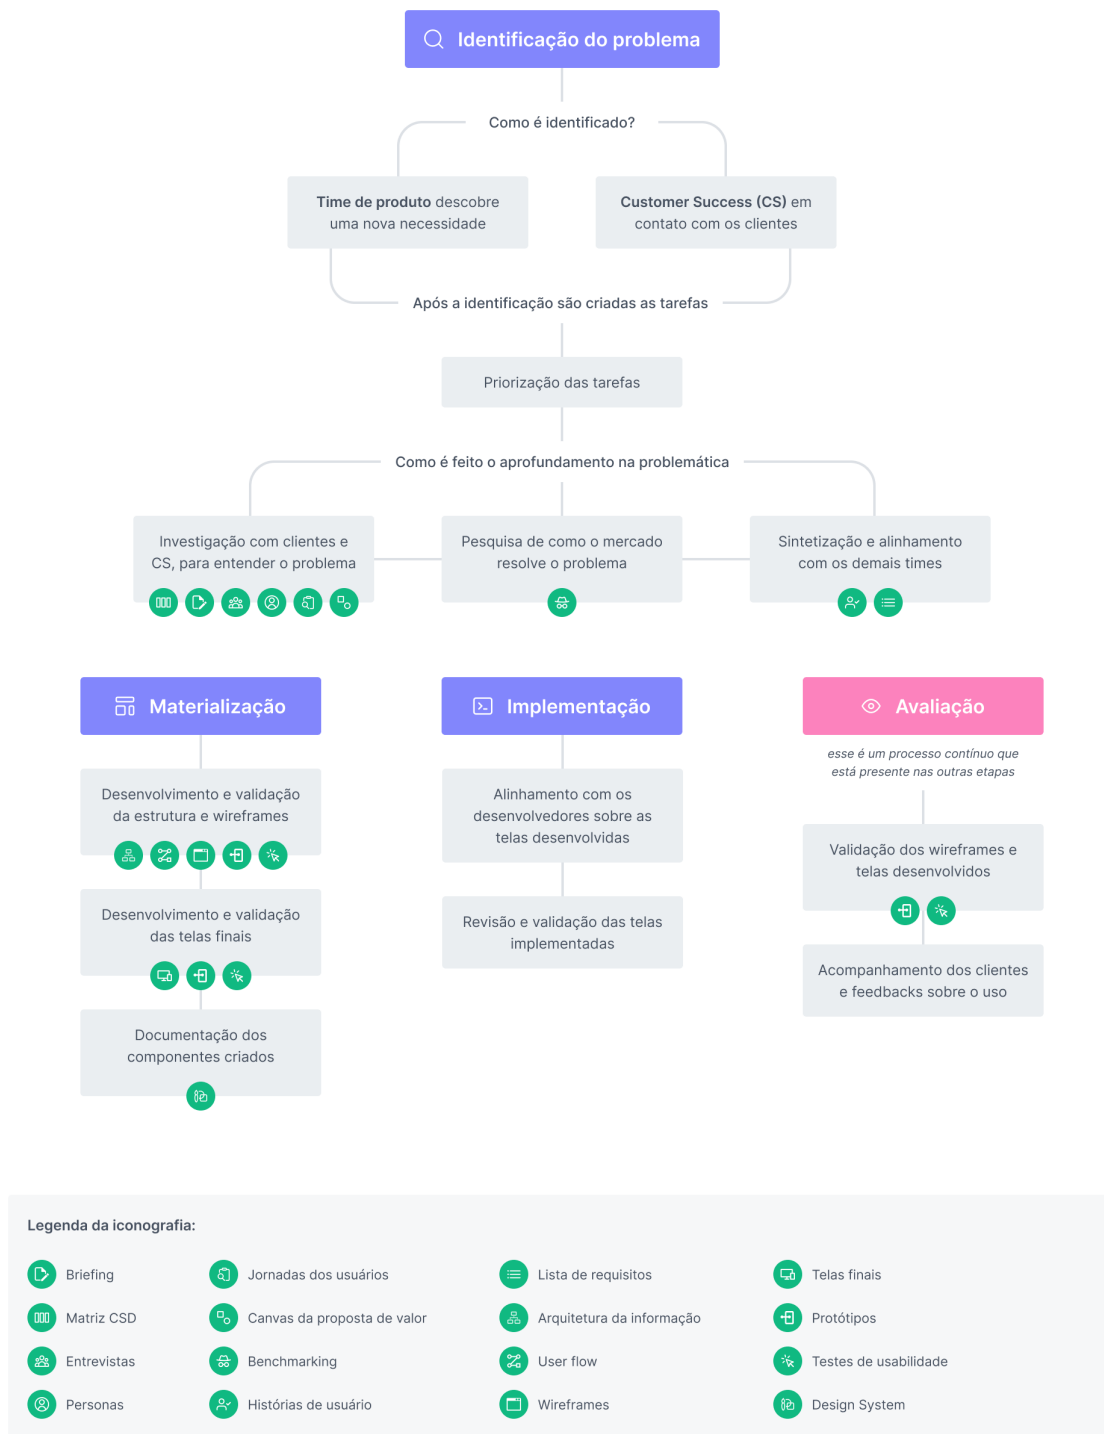 Identificação do problema
Como é identificado?
Time de produto descobre
uma nova necessidade
Customer Success (CS) em
contato com os clientes
Após a identificação são criadas as tarefas
Priorização das tarefas
Como é feito o aprofundamento na problemática
Investigação com clientes e
CS, para entender o problema
Pesquisa de como o mercado
resolve o problema
Sintetização e alinhamento
com os demais times
Materialização
Desenvolvimento e validação
da estrutura e wireframes
Desenvolvimento e validação
das telas finais
Documentação dos
componentes criados
Implementação
Alinhamento com os
desenvolvedores sobre as
telas desenvolvidas
Revisão e validação das telas
implementadas
Avaliação
esse é um processo contínuo que
está presente nas outras etapas
Validação dos wireframes e
telas desenvolvidos
Acompanhamento dos clientes
e feedbacks sobre o uso
Legenda da iconografia:
Briefing
Matriz CSD
Entrevistas
Personas
Jornadas dos usuários
Canvas da proposta de valor
Benchmarking
Histórias de usuário
Lista de requisitos
Arquitetura da informação
User flow
Wireframes
Telas finais
Protótipos
Testes de usabilidade
Design System